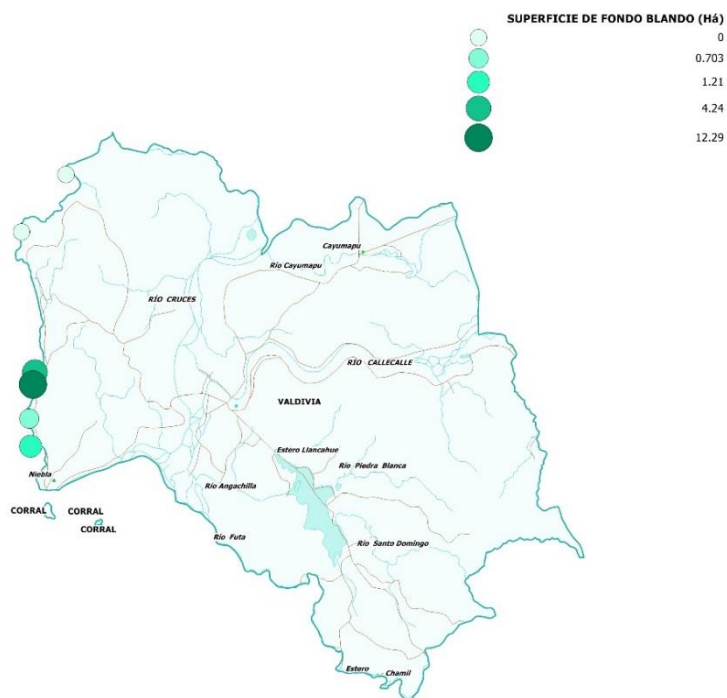 SUPERFICIE DE FONDO BLANDO (Há)
0
0.703
1.21
4.24
12.29
Cayumapu
Río Cayumapu
RÍO CRUCES
RÍO CALLECALLE
VALDIVIA
Estero Llancahue
Río Piedra Blanca
Niebla
Río Angachilla
CORRAL
CORRAL
CORRAL
Río Futa
Río Santo Domingo
Estero Chamil